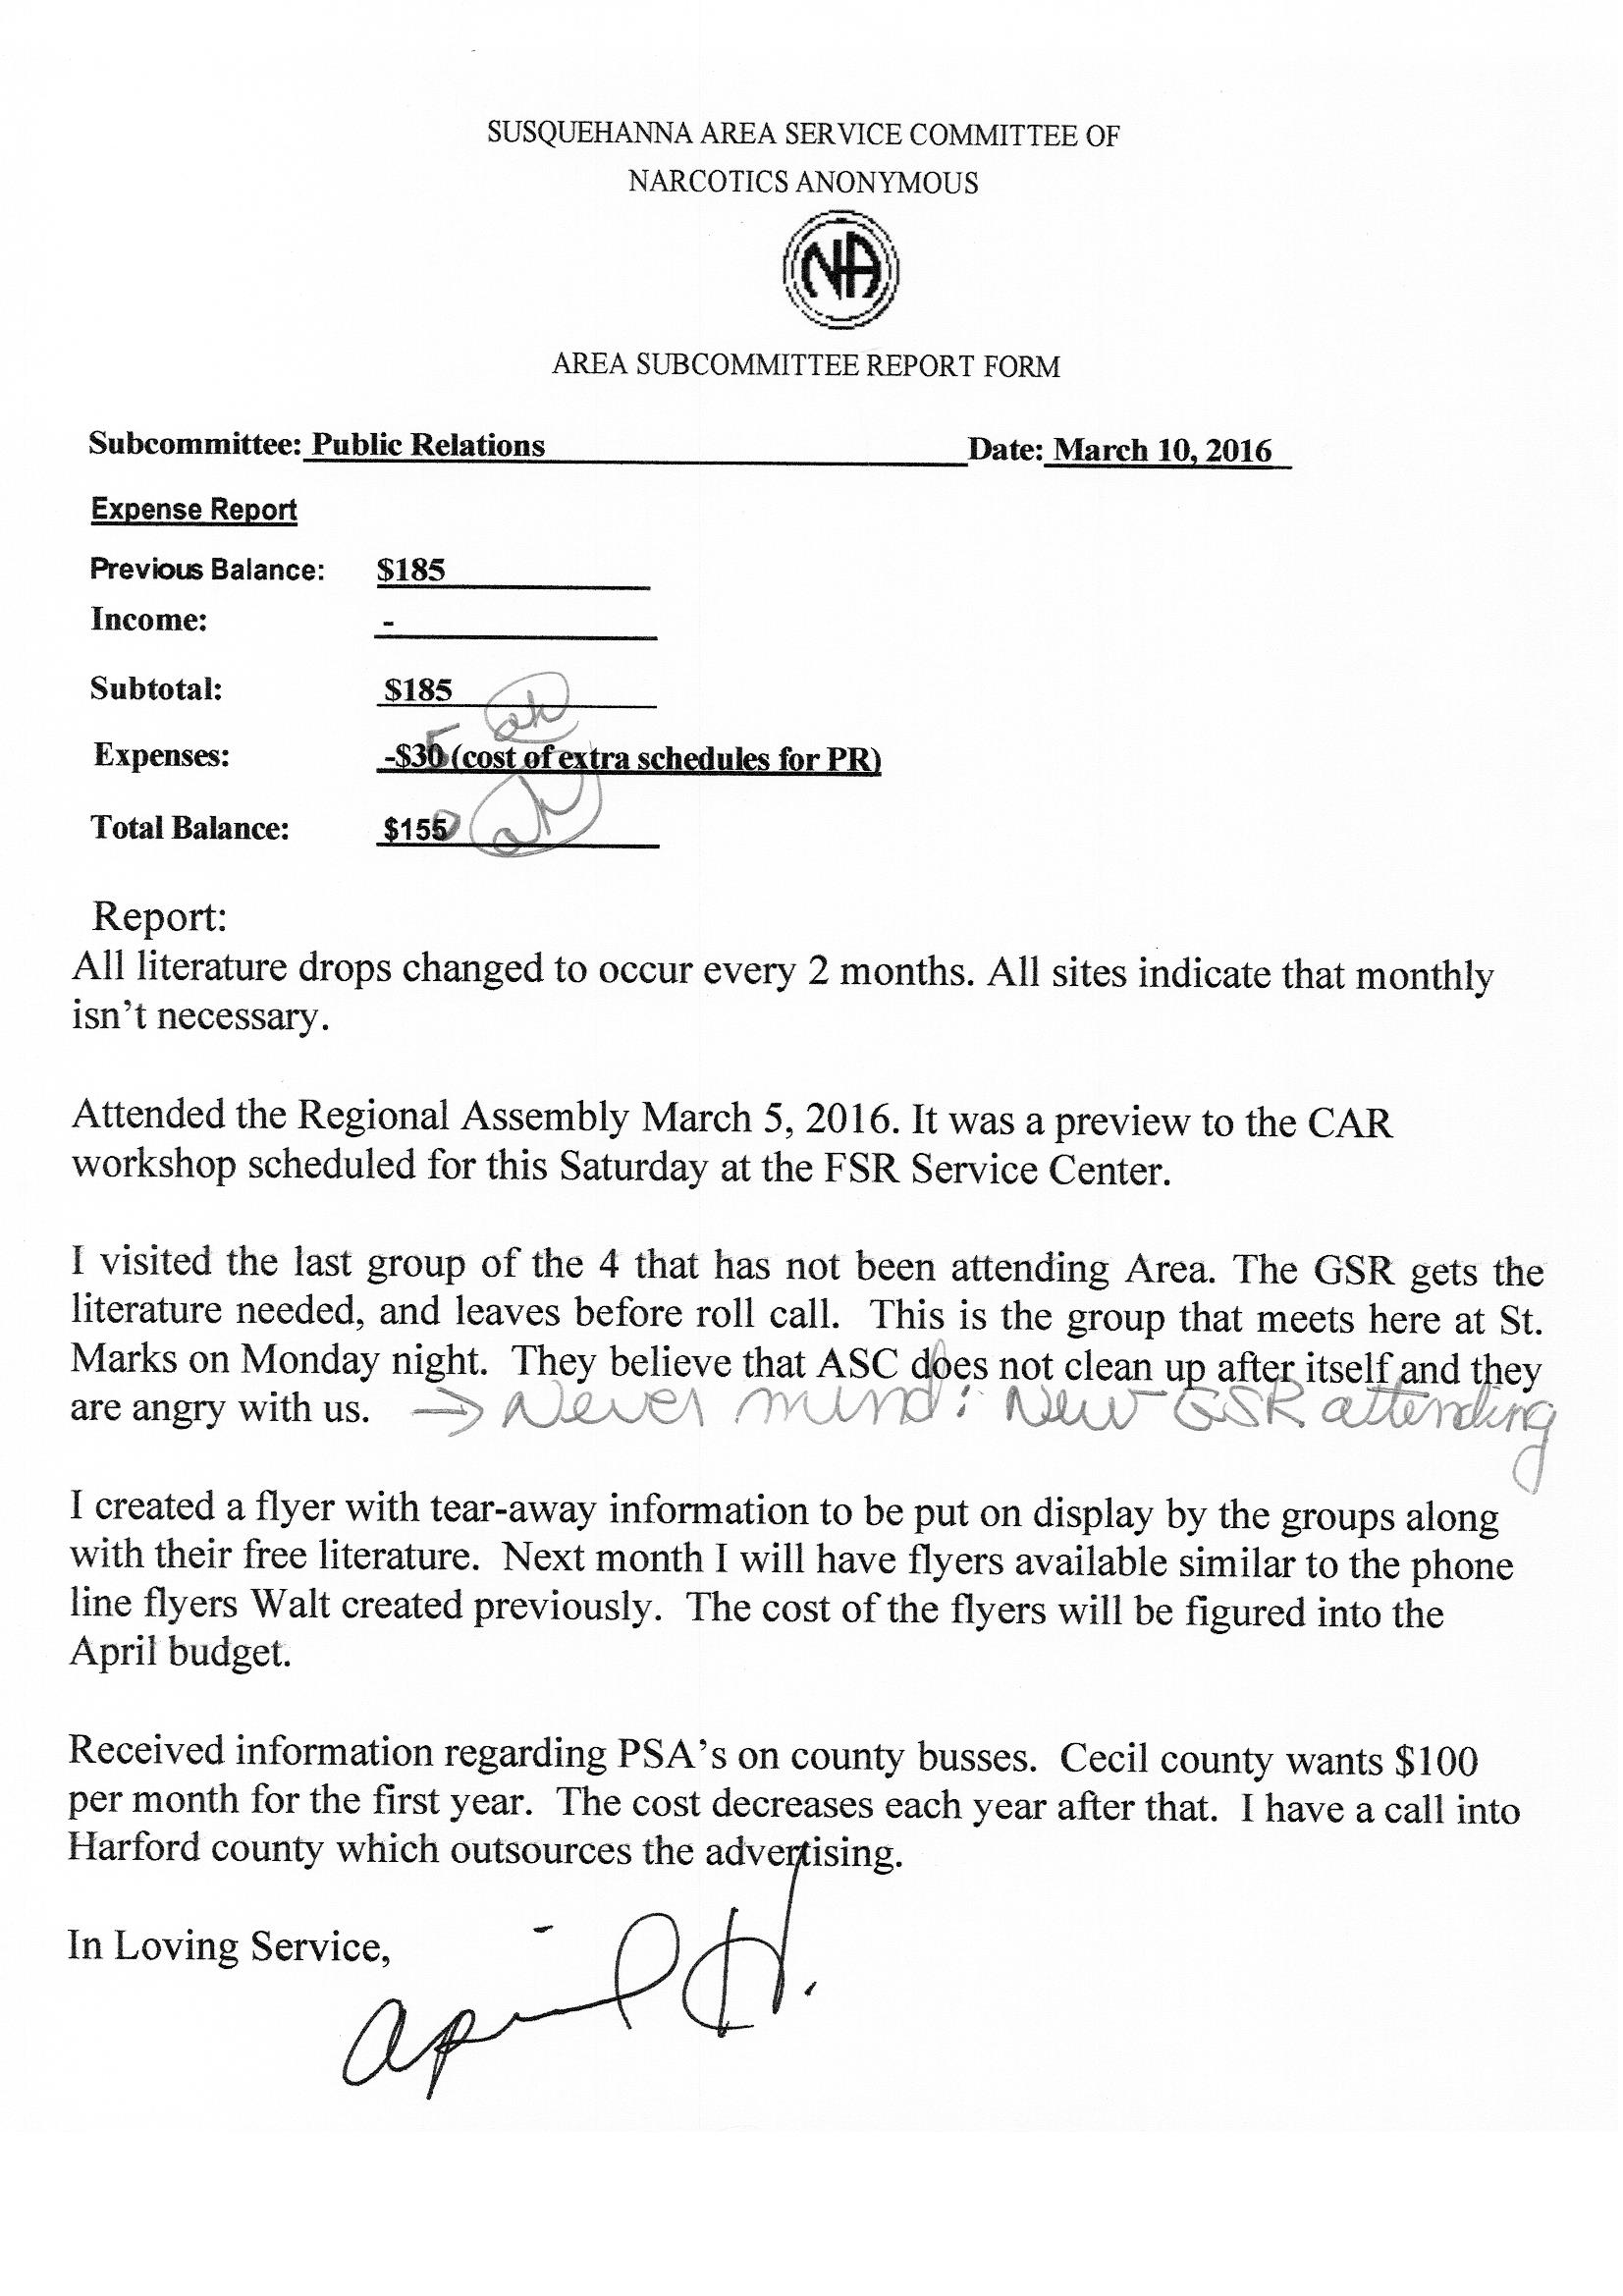 SUSQUEHANNA AREA SERVICE COMMITTEE OF
NARCOTICS ANONYMOUS
NA
AREA SUBCOMMITTEE REPORT FORM
Subcommittee: Public Relations Date: March 10, 2016
Expense Report
Previous Balance: $185
Income: -
Subtotal: $185
ah
5
Expenses: -$30 (cost of extra schedules for PR)
Total Balance: $155 0 ah
Report:
All literature drops changed to occur every 2 months. All sites indicate that monthly
isn’t necessary.
Attended the Regional Assembly March 5, 2016. It was a preview to the CAR
workshop scheduled for this Saturday at the FSR Service Center.
I visited the last group of the 4 that has not been attending Area. The GSR gets the
literature needed, and leaves before roll call. This is the group that meets here at St.
Marks on Monday night. They believe that ASC does not clean up after itself and they
are angry with us. → Never mind: New GSR attending
I created a flyer with tear-away information to be put on display by the groups along
with their free literature. Next month I will have flyers available similar to the phone
line flyers Walt created previously. The cost of the flyers will be figured into the
April budget.
Received information regarding PSA’s on county busses. Cecil county wants $100
per month for the first year. The cost decreases each year after that. I have a call into
Harford county which outsources the advertising.
In Loving Service,
April H.